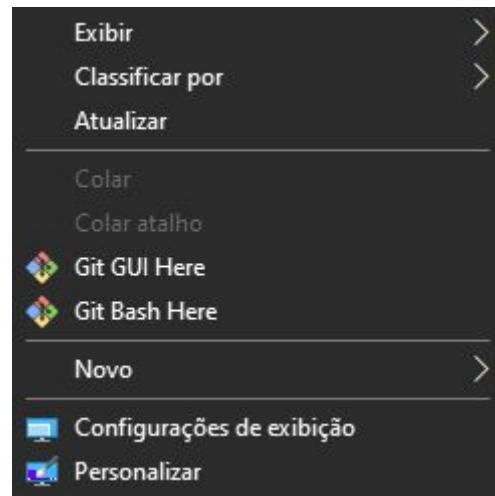 Exibir
Classificar por
Atualizar
Colar
Colar atalho
Git GUI Here
Git Bash Here
Novo
Configurações de exibição
Personalizar